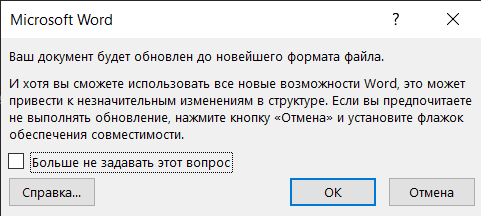 Microsoft Word
?
Ваш документ будет обновлен до новейшего формата файла.
И хотя вы сможете использовать все новые возможности Word, это может
привести к незначительным изменениям в структуре. Если вы предпочитаете
не выполнять обновление, нажмите кнопку «Отмена» и установите флажок
обеспечения совместимости.
Больше не задавать этот вопрос
Справка... ОК Отмена